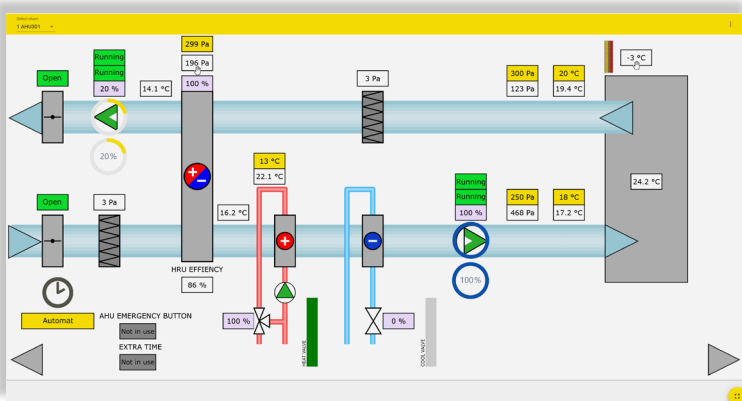 Select chart
1 AHU001
299 Pa
196 Pa
100 %
Running
Running
20 %
14.1 °C
Open
3 Pa
300 Pa
20 °C
123 Pa
19.4 °C
-3 °C
20%
13 °C
22.1 °C
24.2 °C
Open
3 Pa
16.2 °C
Running
Running
100 %
250 Pa
18 °C
468 Pa
17.2 °C
HRU EFFIENCY
86 %
100%
Automat
AHU EMERGENCY BUTTON
Not in use
EXTRA TIME
Not in use
100 %
HEAT VALVE
0 %
COOL VALVE